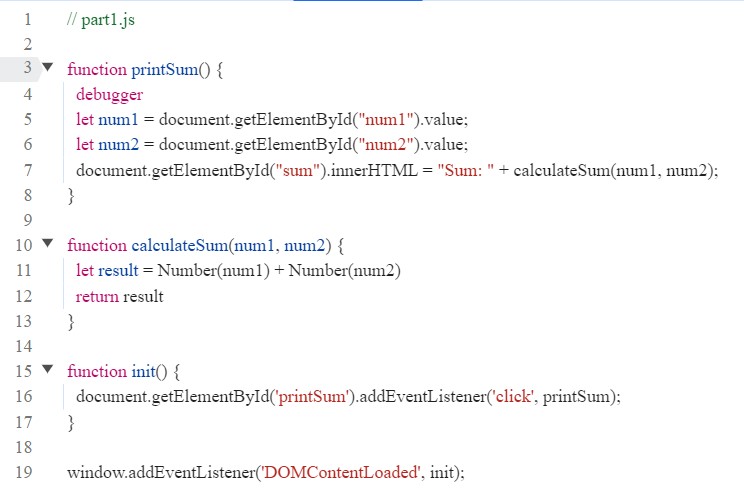 1 // part1.js
2
3 ▼ function printSum() {
4 debugger
5 let num1 = document.getElementById("num1").value;
6 let num2 = document.getElementById("num2").value;
7 document.getElementById("sum").innerHTML = "Sum: " + calculateSum(num1, num2);
8 }
9
10 ▼ function calculateSum(num1, num2) {
11 let result = Number(num1) + Number(num2)
12 return result
13 }
14
15 ▼ function init() {
16 document.getElementById('printSum').addEventListener('click', printSum);
17 }
18
19 window.addEventListener('DOMContentLoaded', init);